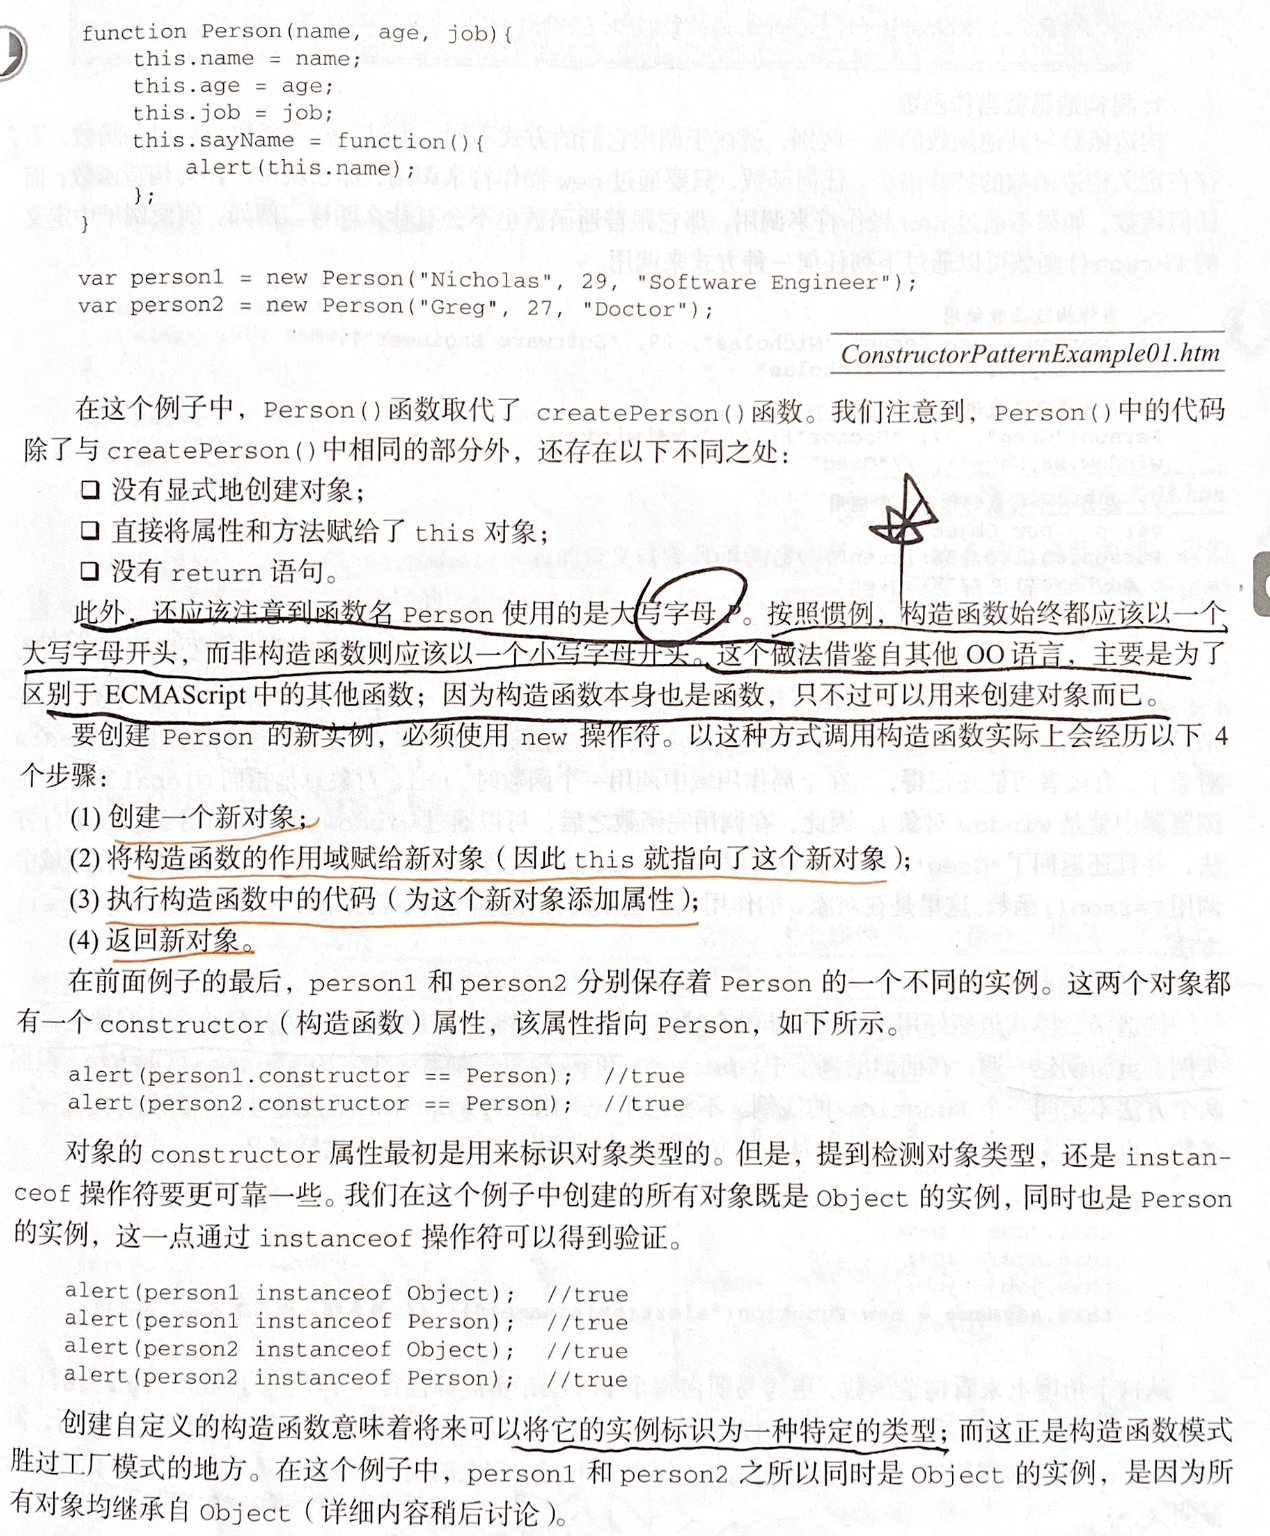 function Person(name, age, job){
this.name = name;
this.age = age;
this.job = job;
this.sayName = function(){
alert(this.name);
};
}
var person1 = new Person("Nicholas", 29, "Software Engineer");
var person2 = new Person("Greg", 27, "Doctor");
ConstructorPatternExample01.htm
在这个例子中，Person()函数取代了 createPerson()函数。我们注意到，Person()中的代码
除了与 createPerson()中相同的部分外，还存在以下不同之处：
❑ 没有显式地创建对象；
❑ 直接将属性和方法赋给了 this 对象；
❑ 没有 return 语句。
此外，还应该注意到函数名 Person 使用的是大写字母 P。按照惯例，构造函数始终都应该以一个
大写字母开头，而非构造函数则应该以一个小写字母开头。这个做法借鉴自其他 OO 语言，主要是为了
区别于 ECMAScript 中的其他函数；因为构造函数本身也是函数，只不过可以用来创建对象而已。
要创建 Person 的新实例，必须使用 new 操作符。以这种方式调用构造函数实际上会经历以下 4
个步骤：
(1) 创建一个新对象；
(2) 将构造函数的作用域赋给新对象（因此 this 就指向了这个新对象）；
(3) 执行构造函数中的代码（为这个新对象添加属性）；
(4) 返回新对象。
在前面例子的最后，person1 和 person2 分别保存着 Person 的一个不同的实例。这两个对象都
有一个 constructor（构造函数）属性，该属性指向 Person，如下所示。
alert(person1.constructor == Person); //true
alert(person2.constructor == Person); //true
对象的 constructor 属性最初是用来标识对象类型的。但是，提到检测对象类型，还是 instan-
ceof 操作符要更可靠一些。我们在这个例子中创建的所有对象既是 Object 的实例，同时也是 Person
的实例，这一点通过 instanceof 操作符可以得到验证。
alert(person1 instanceof Object); //true
alert(person1 instanceof Person); //true
alert(person2 instanceof Object); //true
alert(person2 instanceof Person); //true
创建自定义的构造函数意味着将来可以将它的实例标识为一种特定的类型；而这正是构造函数模式
胜过工厂模式的地方。在这个例子中，person1 和 person2 之所以同时是 Object 的实例，是因为所
有对象均继承自 Object（详细内容稍后讨论）。